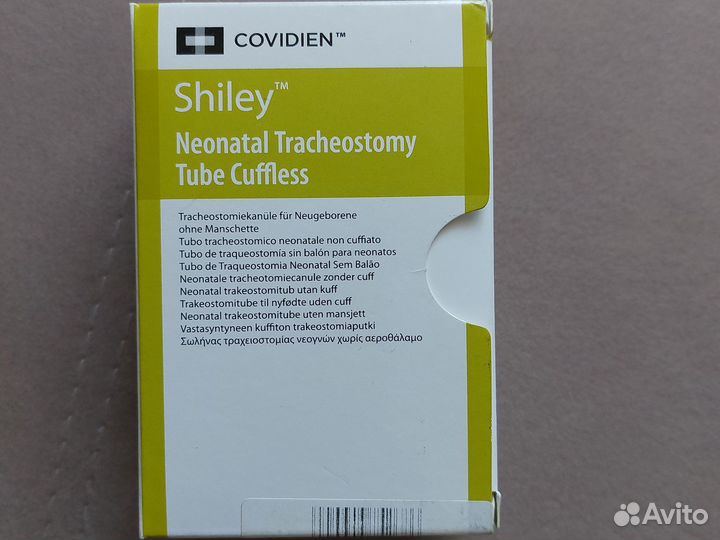 COVIDIEN™
Shiley™
Neonatal Tracheostomy
Tube Cuffless
Tracheostomiekanüle für Neugeborene
ohne Manschette
Tubo tracheostomico neonatale non cuffiato
Tubo de traqueostomía sin balón para neonatos
Tubo de Traqueostomia Neonatal Sem Balão
Neonatale tracheotomiecanule zonder cuff
Neonatal trakeostomitub utan kuff
Trakeostomitube til nyfødte uden cuff
Neonatal trakeostomitube uten mansjett
Vastasyntyneen kuffiton trakeostomiaputki
Σωλήνας τραχειοστομίας νεογνών χωρίς αεροθάλαμο
Avito